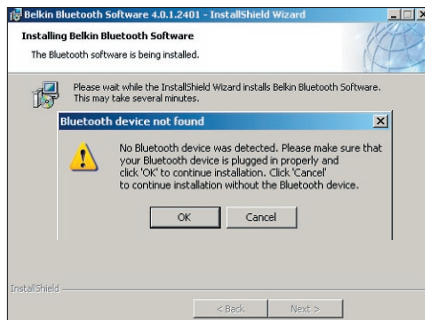 Belkin Bluetooth Software 4.0.1.2401 - InstallShield Wizard
Installing Belkin Bluetooth Software
The Bluetooth software is being installed.
Please wait while the InstallShield Wizard installs Belkin Bluetooth Software.
This may take several minutes.
Bluetooth device not found
No Bluetooth device was detected. Please make sure that
your Bluetooth device is plugged in properly and
click 'OK' to continue installation. Click 'Cancel'
to continue installation without the Bluetooth device.
OK Cancel
InstallShield
< Back Next >